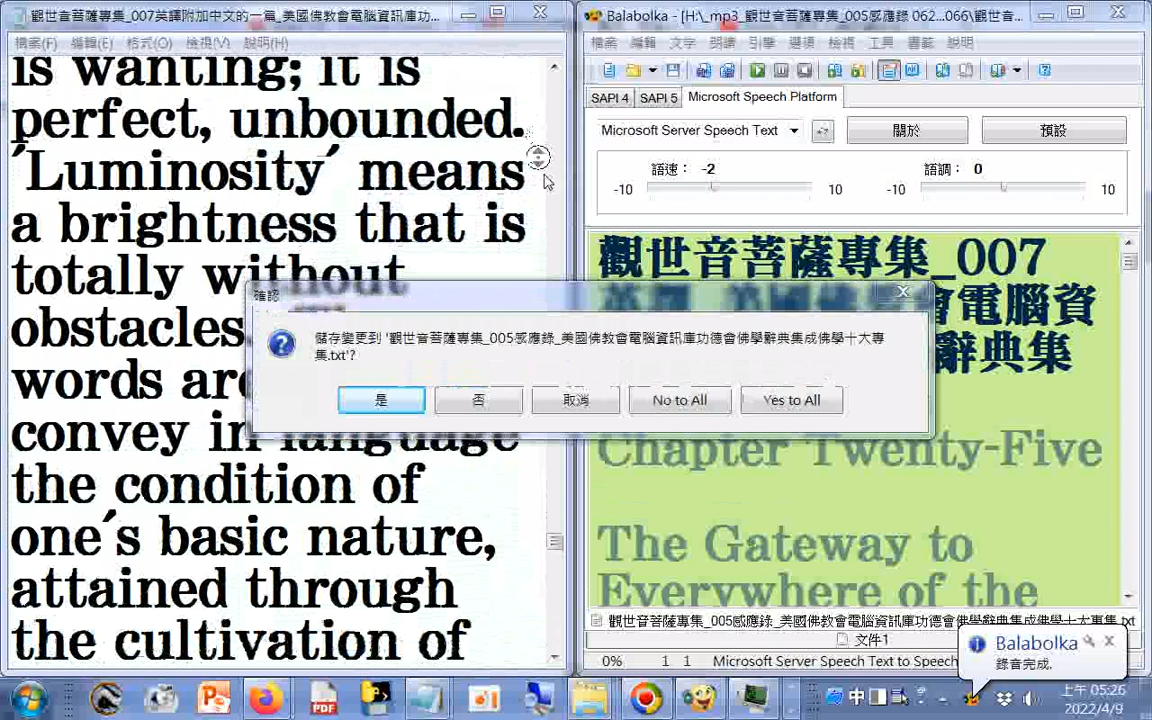 觀世音菩薩專集_007英譯附加中文的一篇_美國佛教會電腦資訊庫功...
檔案(F) 編輯(E) 格式(O) 檢視(V) 說明(H)
is wanting; it is
perfect, unbounded.
'Luminosity' means
a brightness that is
totally without
obstacles.
words are
convey in language
the condition of
one's basic nature,
attained through
the cultivation of
Balabolka - [H:\_mp3_觀世音菩薩專集_005感應錄 062...066\觀世音...
檔案 編輯 文字 朗讀 引擎 選項 檢視 工具 書籤 說明
SAPI 4 SAPI 5 Microsoft Speech Platform
Microsoft Server Speech Text 關於 預設
語速： -2 語調： 0
-10 10 -10 10
觀世音菩薩專集_007
會電腦資
辭典集
Chapter Twenty-Five
The Gateway to
Everywhere of the
觀世音菩薩專集_005感應錄_美國佛教會電腦資訊庫功德會佛學辭典集成佛學十大專集.txt
文件1
0% 1 1 Microsoft Server Speech Text to Speech
確認
儲存變更到 '觀世音菩薩專集_005感應錄_美國佛教會電腦資訊庫功德會佛學辭典集成佛學十大專
集.txt'?
是 否 取消 No to All Yes to All
Balabolka
錄音完成.
中
上午 05:26
2022/4/9